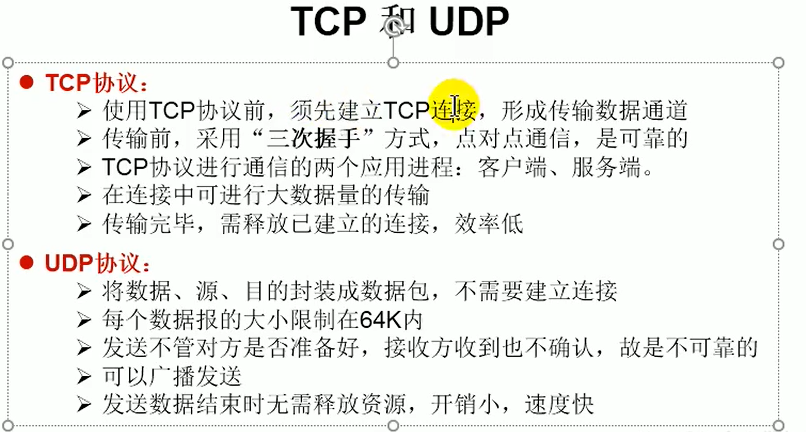 TCP 和 UDP
TCP协议：
使用TCP协议前，须先建立TCP连接，形成传输数据通道
传输前，采用“三次握手”方式，点对点通信，是可靠的
TCP协议进行通信的两个应用进程：客户端、服务端。
在连接中可进行大数据量的传输
传输完毕，需释放已建立的连接，效率低
UDP协议：
将数据、源、目的封装成数据包，不需要建立连接
每个数据报的大小限制在64K内
发送不管对方是否准备好，接收方收到也不确认，故是不可靠的
可以广播发送
发送数据结束时无需释放资源，开销小，速度快